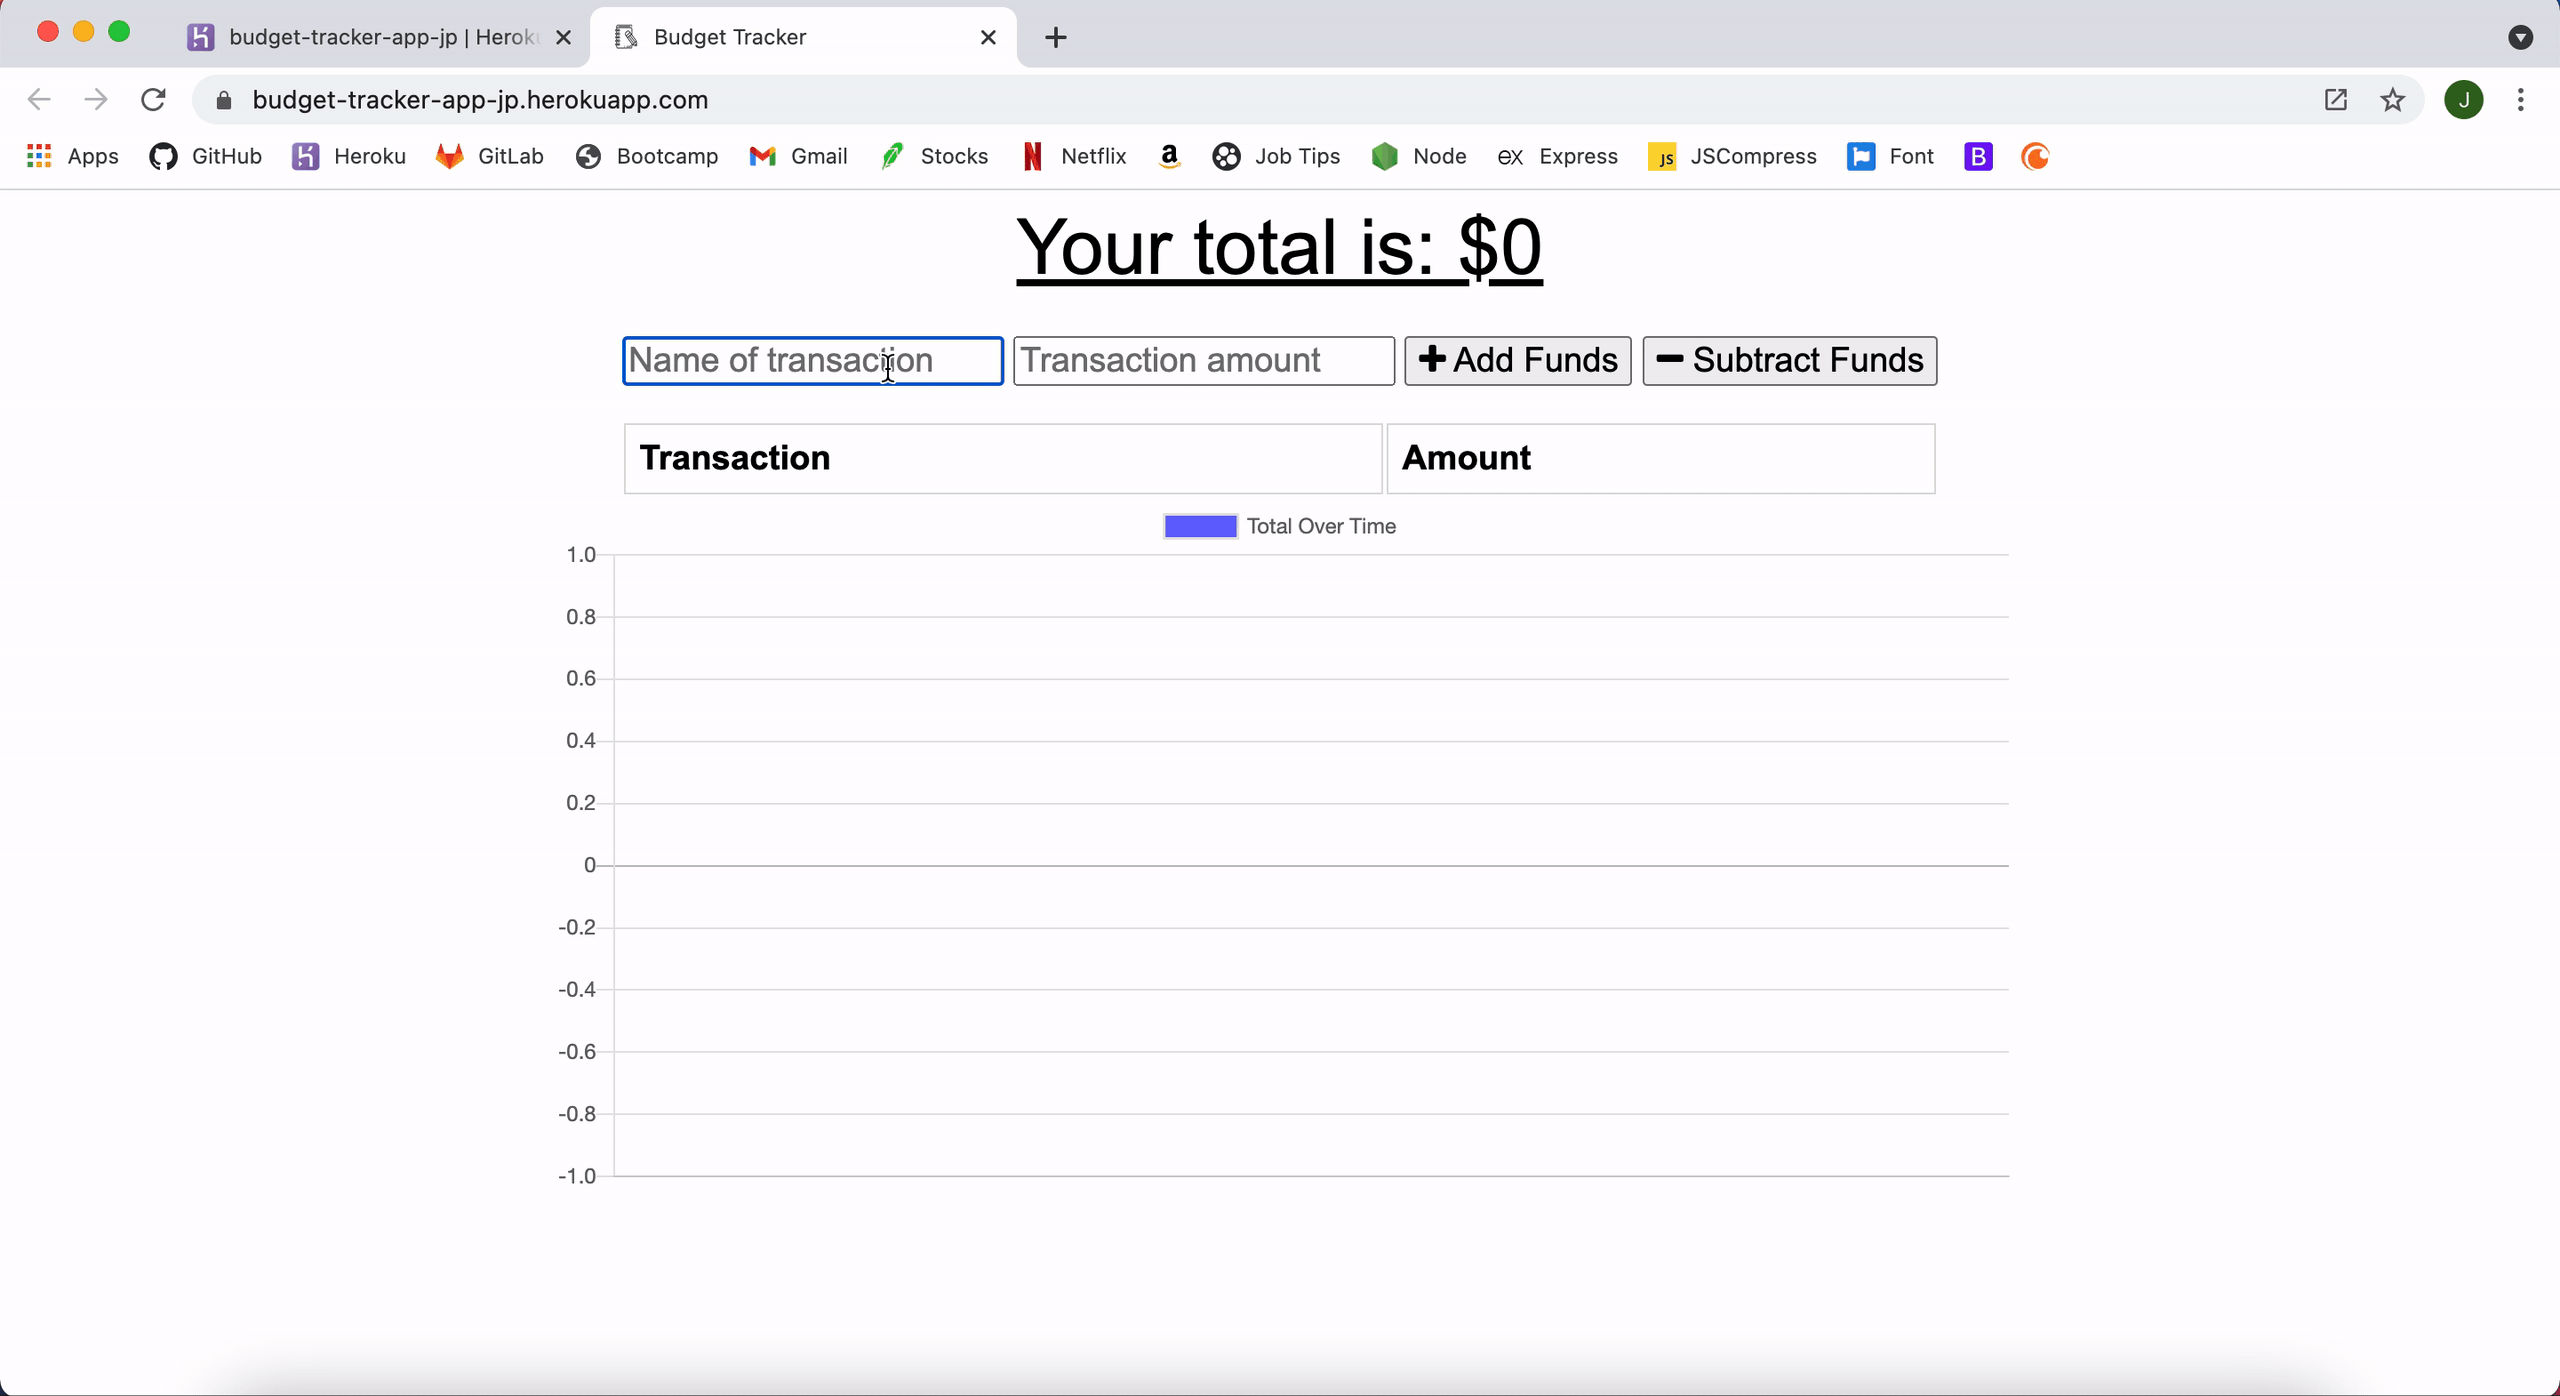 budget-tracker-app-jp | Herok
Budget Tracker
budget-tracker-app-jp.herokuapp.com
J
Apps GitHub Heroku GitLab Bootcamp Gmail Stocks Netflix a Job Tips Node ex Express JS JSCompress Font B
Your total is: $0
Name of transaction Transaction amount Add Funds Subtract Funds
Transaction Amount
Total Over Time
1.0
0.8
0.6
0.4
0.2
0
-0.2
-0.4
-0.6
-0.8
-1.0